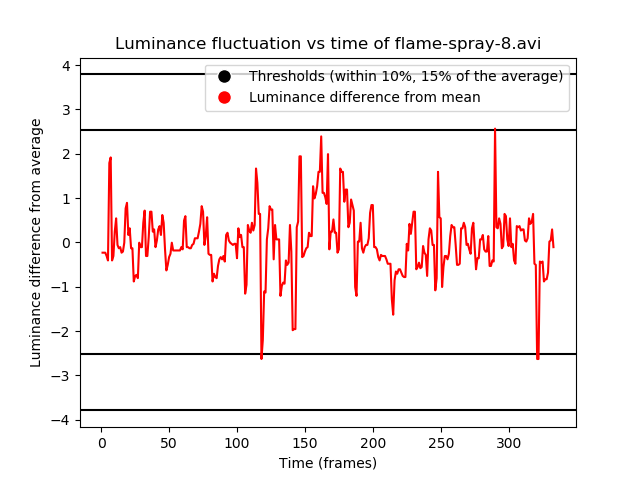 Luminance fluctuation vs time of flame-spray-8.avi
Thresholds (within 10%, 15% of the average)
Luminance difference from mean
Luminance difference from average
4
3
2
1
0
−1
−2
−3
−4
0 50 100 150 200 250 300
Time (frames)